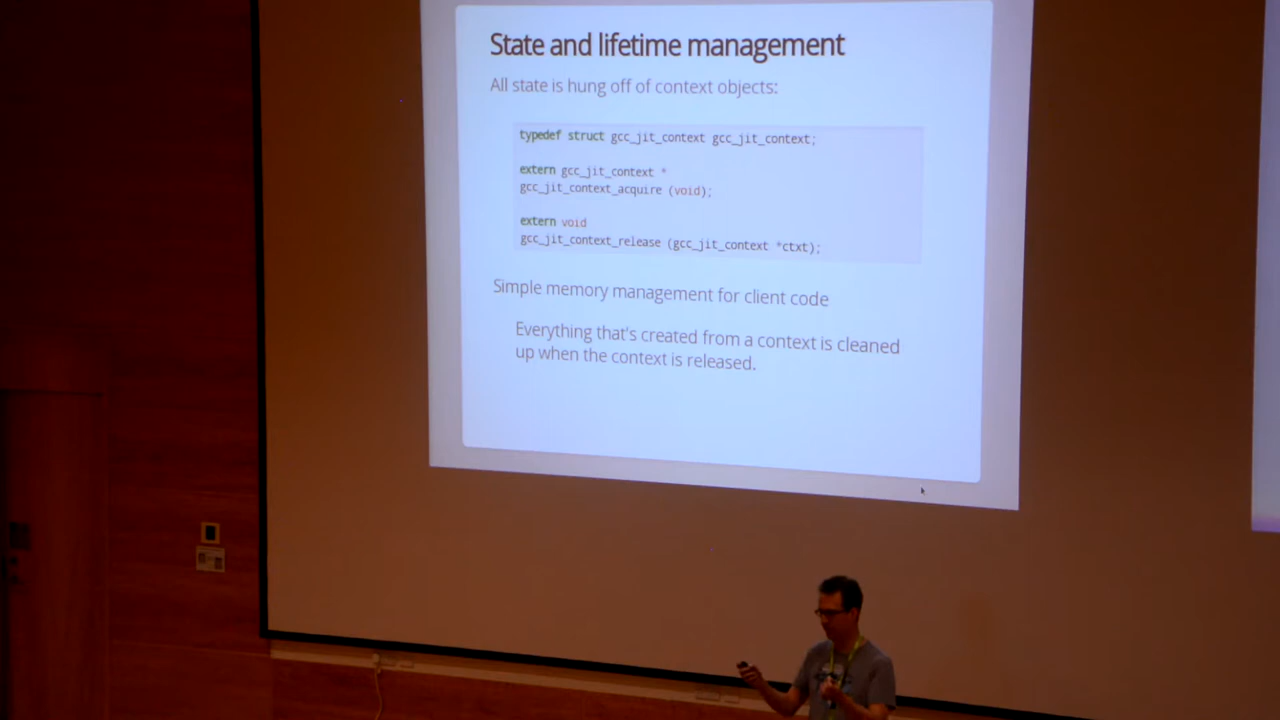 State and lifetime management
All state is hung off of context objects:
typedef struct gcc_jit_context gcc_jit_context;
extern gcc_jit_context *
gcc_jit_context_acquire (void);
extern void
gcc_jit_context_release (gcc_jit_context *ctxt);
Simple memory management for client code
Everything that's created from a context is cleaned
up when the context is released.